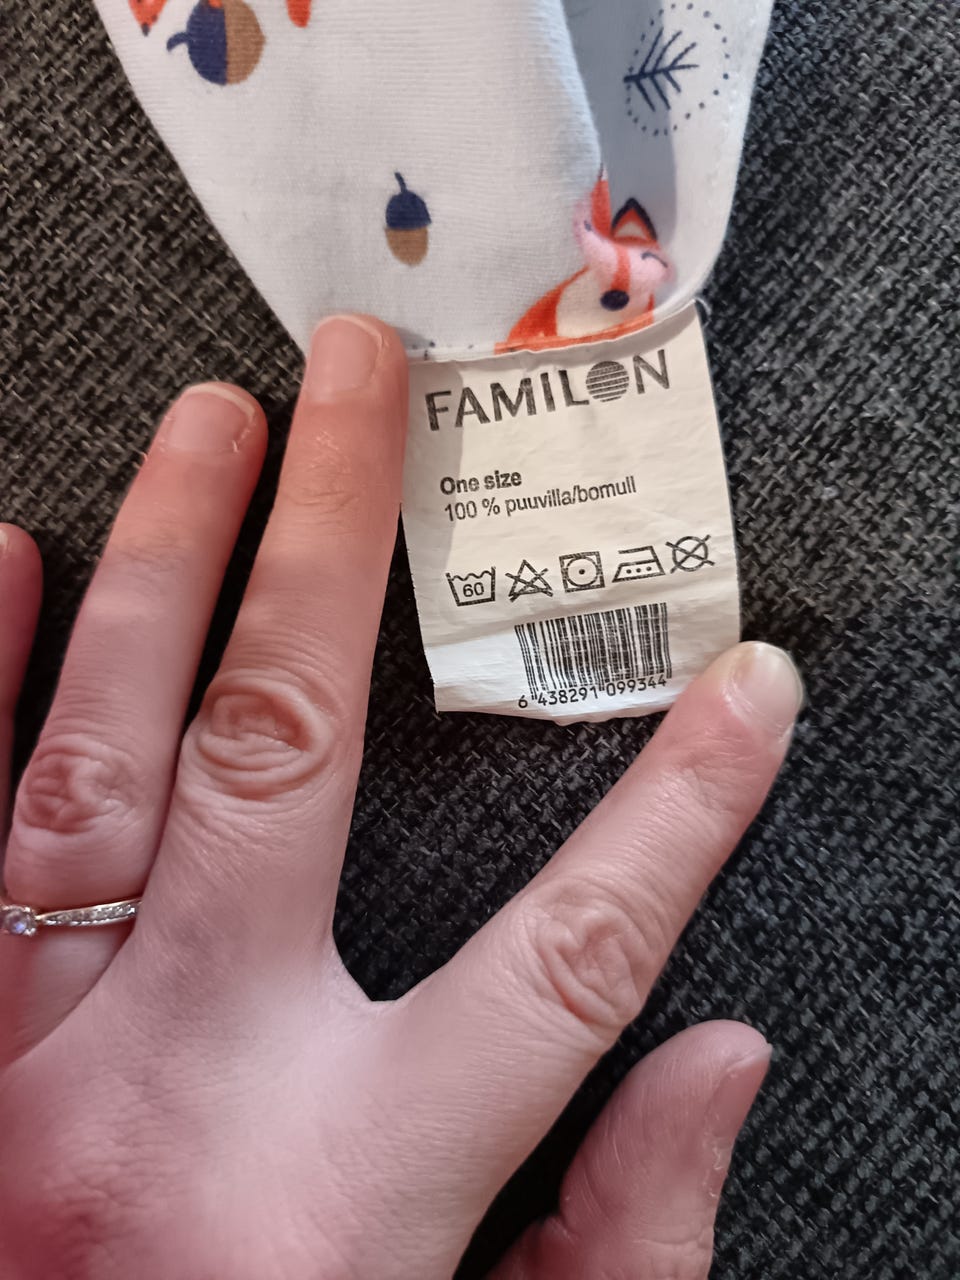 FAMILON
One size
100 % puuvilla/bomull
60
6 438291 099344